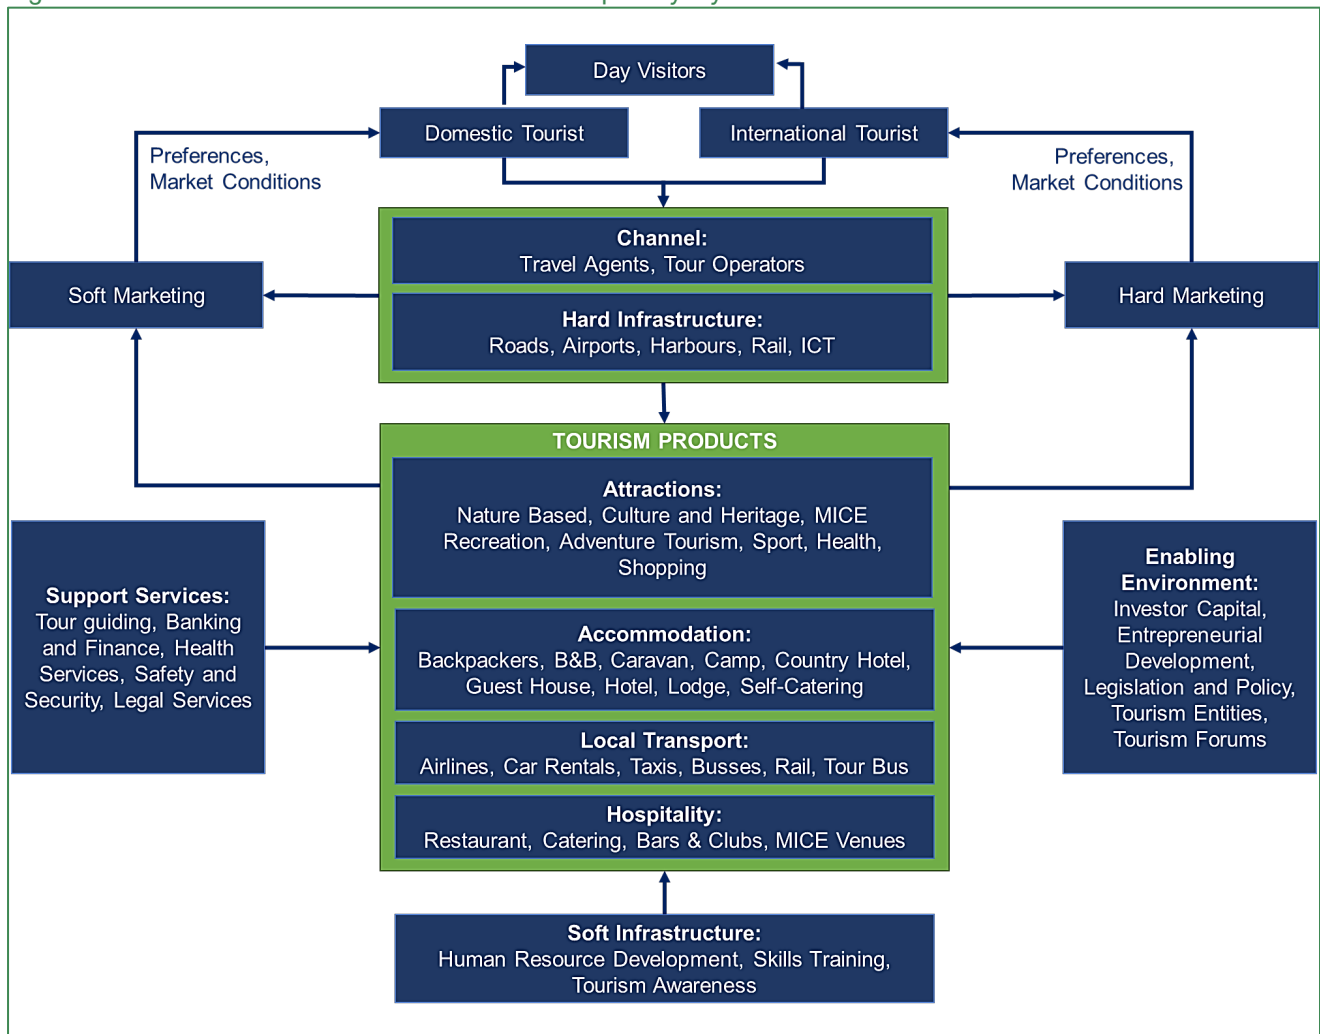 Day Visitors
Domestic Tourist
International Tourist
Preferences,
Market Conditions
Preferences,
Market Conditions
Channel:
Travel Agents, Tour Operators
Soft Marketing
Hard Marketing
Hard Infrastructure:
Roads, Airports, Harbours, Rail, ICT
TOURISM PRODUCTS
Attractions:
Nature Based, Culture and Heritage, MICE
Recreation, Adventure Tourism, Sport, Health,
Shopping
Support Services:
Tour guiding, Banking
and Finance, Health
Services, Safety and
Security, Legal Services
Enabling
Environment:
Investor Capital,
Entrepreneurial
Development,
Legislation and Policy,
Tourism Entities,
Tourism Forums
Accommodation:
Backpackers, B&B, Caravan, Camp, Country Hotel,
Guest House, Hotel, Lodge, Self-Catering
Local Transport:
Airlines, Car Rentals, Taxis, Busses, Rail, Tour Bus
Hospitality:
Restaurant, Catering, Bars & Clubs, MICE Venues
Soft Infrastructure:
Human Resource Development, Skills Training,
Tourism Awareness